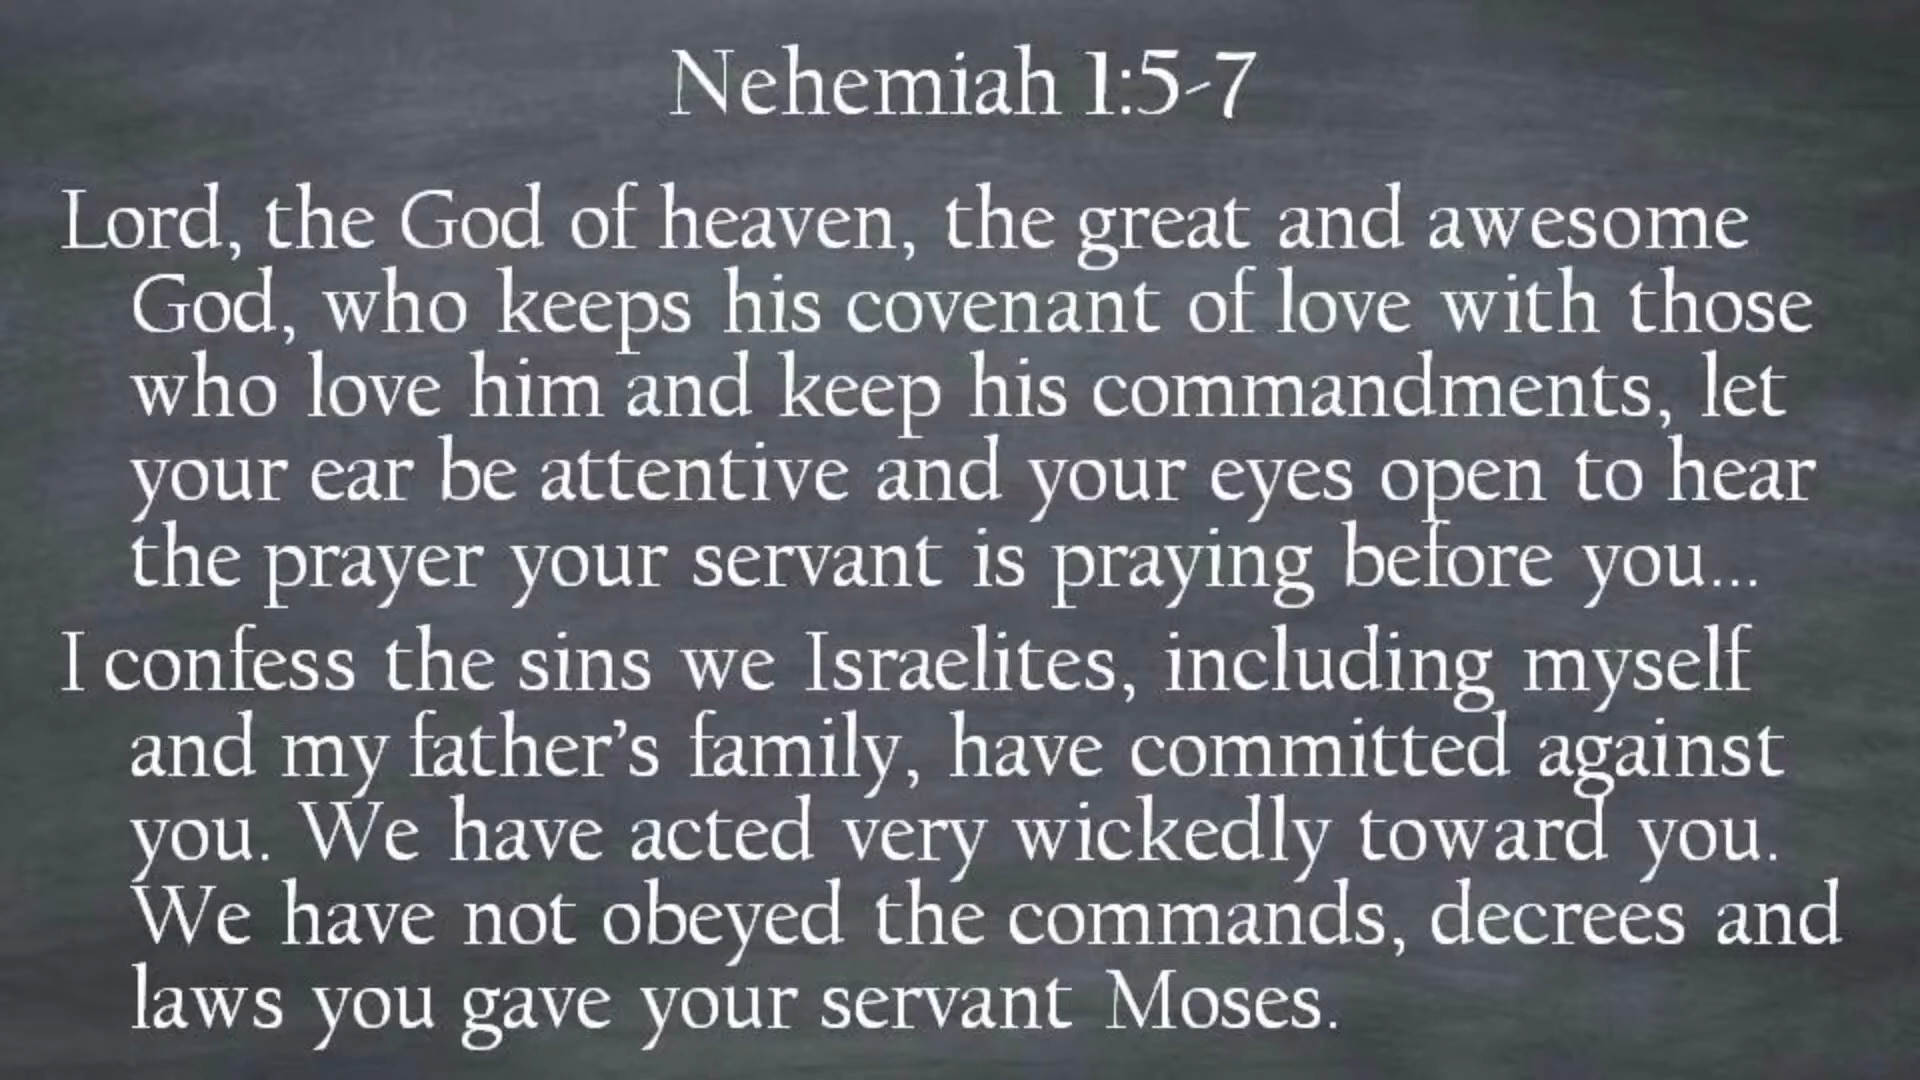 Nehemiah 1:5-7
Lord, the God of heaven, the great and awesome
God, who keeps his covenant of love with those
who love him and keep his commandments, let
your ear be attentive and your eyes open to hear
the prayer your servant is praying before you...
I confess the sins we Israelites, including myself
and my father’s family, have committed against
you. We have acted very wickedly toward you.
We have not obeyed the commands, decrees and
laws you gave your servant Moses.